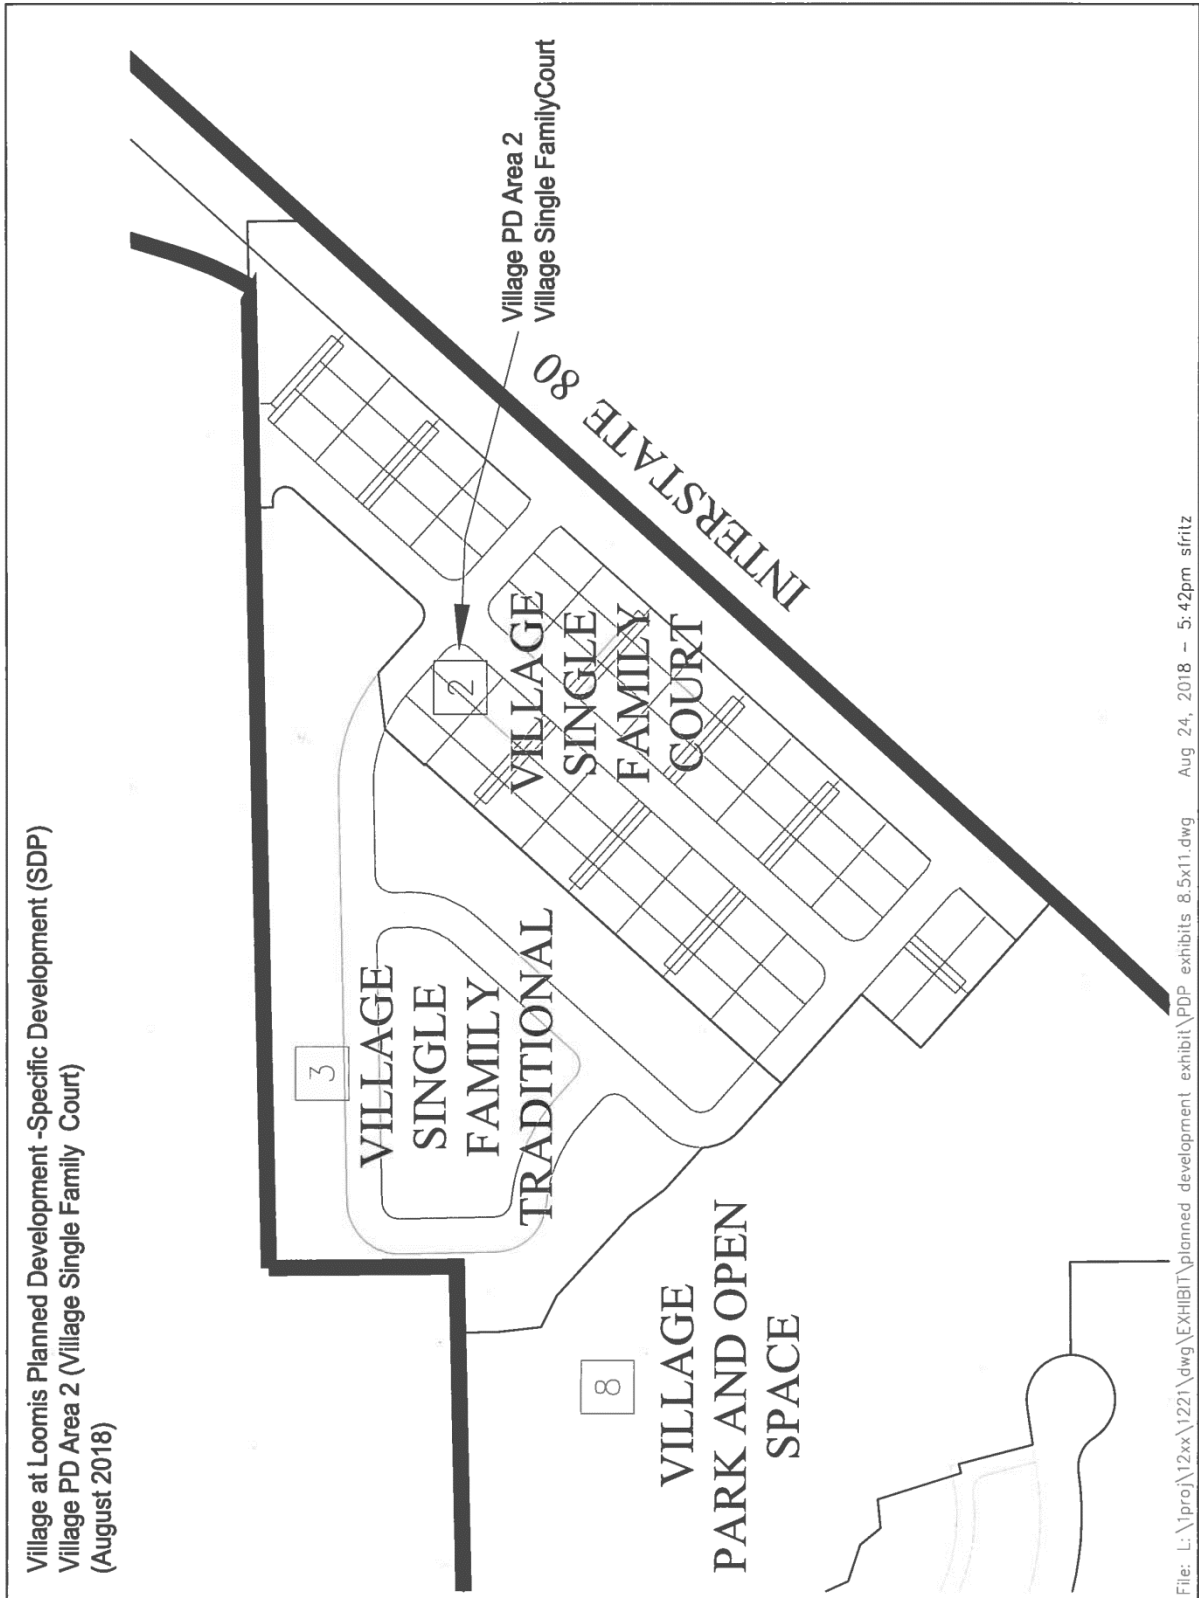 Village at Loomis Planned Development -Specific Development (SDP)
Village PD Area 2 (Village Single Family Court)
(August 2018)
Village PD Area 2
Village Single FamilyCourt
INTERSTATE 80
2
VILLAGE
SINGLE
FAMILY
COURT
3
VILLAGE
SINGLE
FAMILY
TRADITIONAL
8
VILLAGE
PARK AND OPEN
SPACE
File: L:\1proj\12xx\1221\dwg\EXHIBIT\planned development exhibit\PDP exhibits 8.5x11.dwg Aug 24, 2018 - 5:42pm sfritz